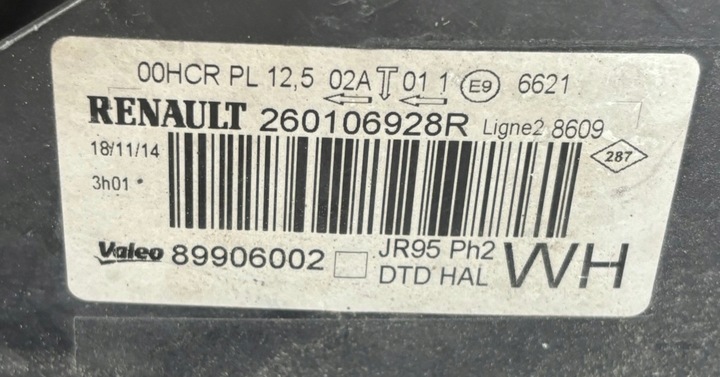 00HCR PL 12,5 02A 01 1 E9 6621
RENAULT 260106928R Ligne2 8609
18/11/14
287
3h01 *
Valeo 89906002 JR95 Ph2 WH
DTD HAL